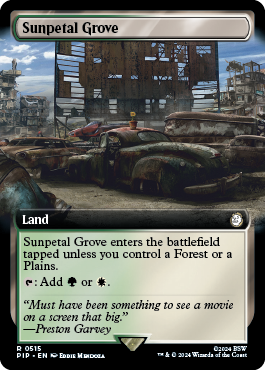 Sunpetal Grove
Land
Sunpetal Grove enters the battlefield
tapped unless you control a Forest or a
Plains.
: Add or .
“Must have been something to see a movie
on a screen that big.”
—Preston Garvey
R 0515
PIP • EN Eddie Mendoza
©2024 BSW
™ & © 2024 Wizards of the Coast